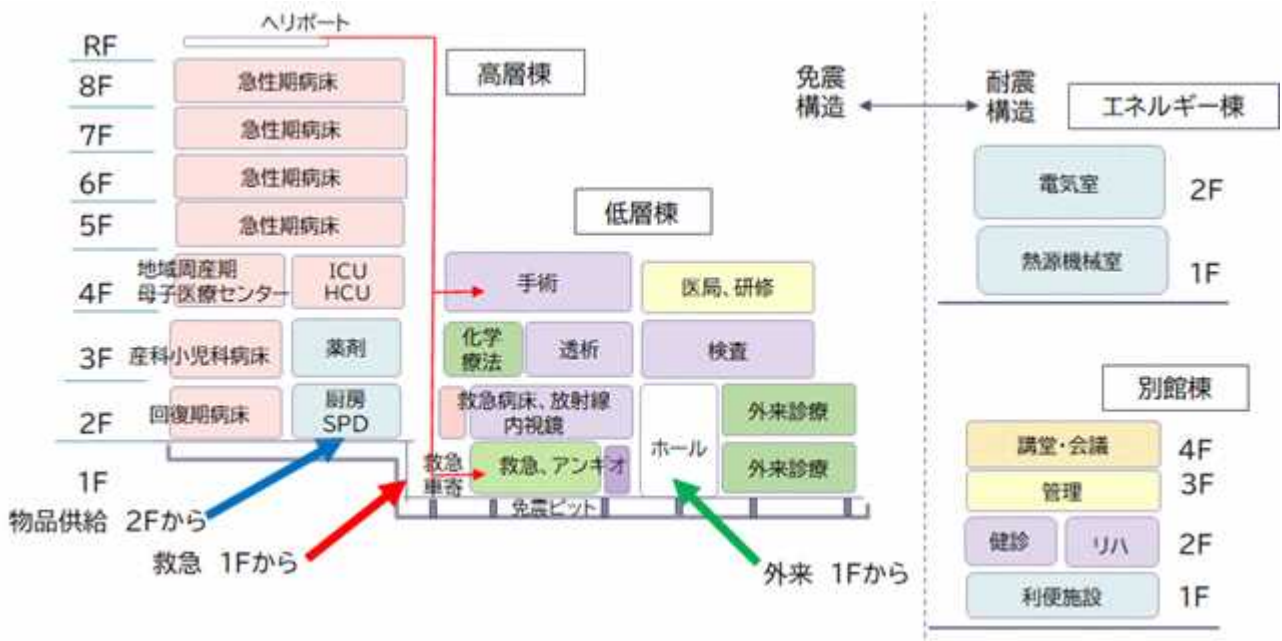 ヘリポート
RF
高層棟
8F
急性期病床
7F
急性期病床
6F
急性期病床
5F
急性期病床
低層棟
4F
地域周産期
母子医療センター
ICU
HCU
手術
医局、研修
3F
産科小児科病床
薬剤
化学
療法
透析
検査
2F
回復期病床
厨房
SPD
救急病床、放射線
内視鏡
ホール
外来診療
1F
救急
車寄
救急、アンギオ
外来診療
免震ピット
物品供給 2Fから
救急 1Fから
外来 1Fから
免震
構造
耐震
構造
エネルギー棟
電気室
2F
熱源機械室
1F
別館棟
講堂・会議
4F
管理
3F
健診
リハ
2F
利便施設
1F